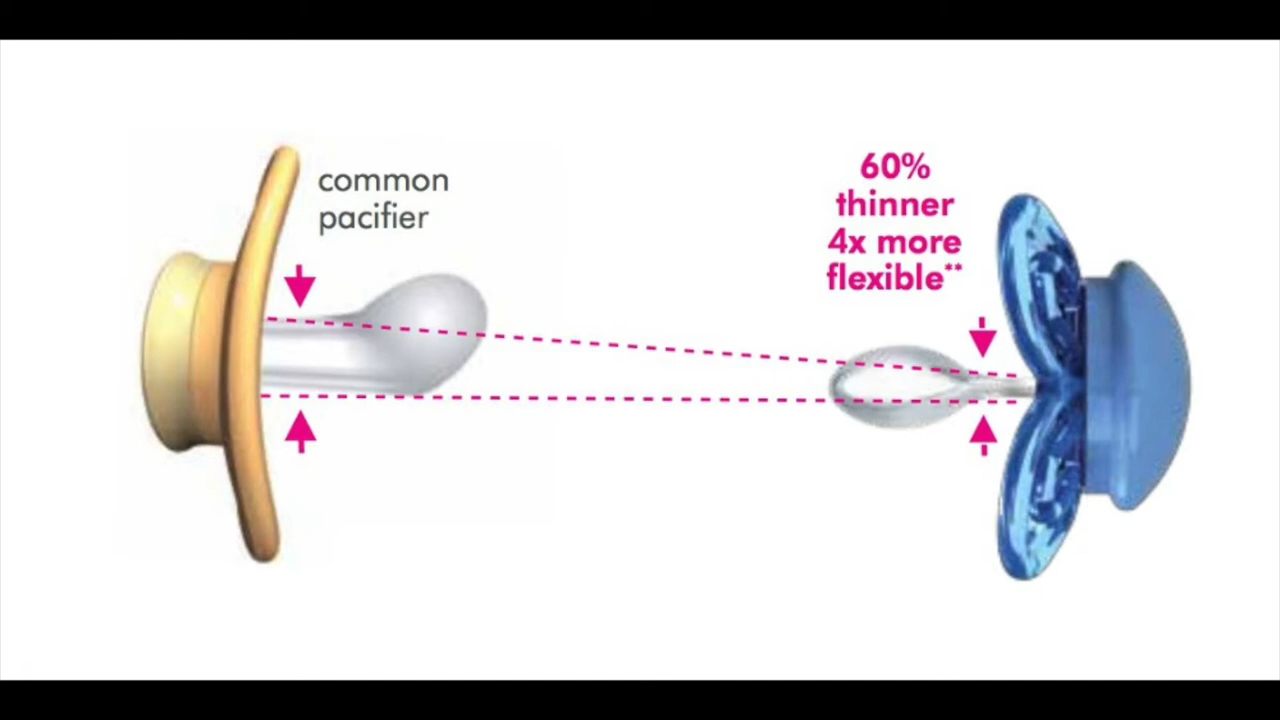 common
pacifier
60%
thinner
4x more
flexible**